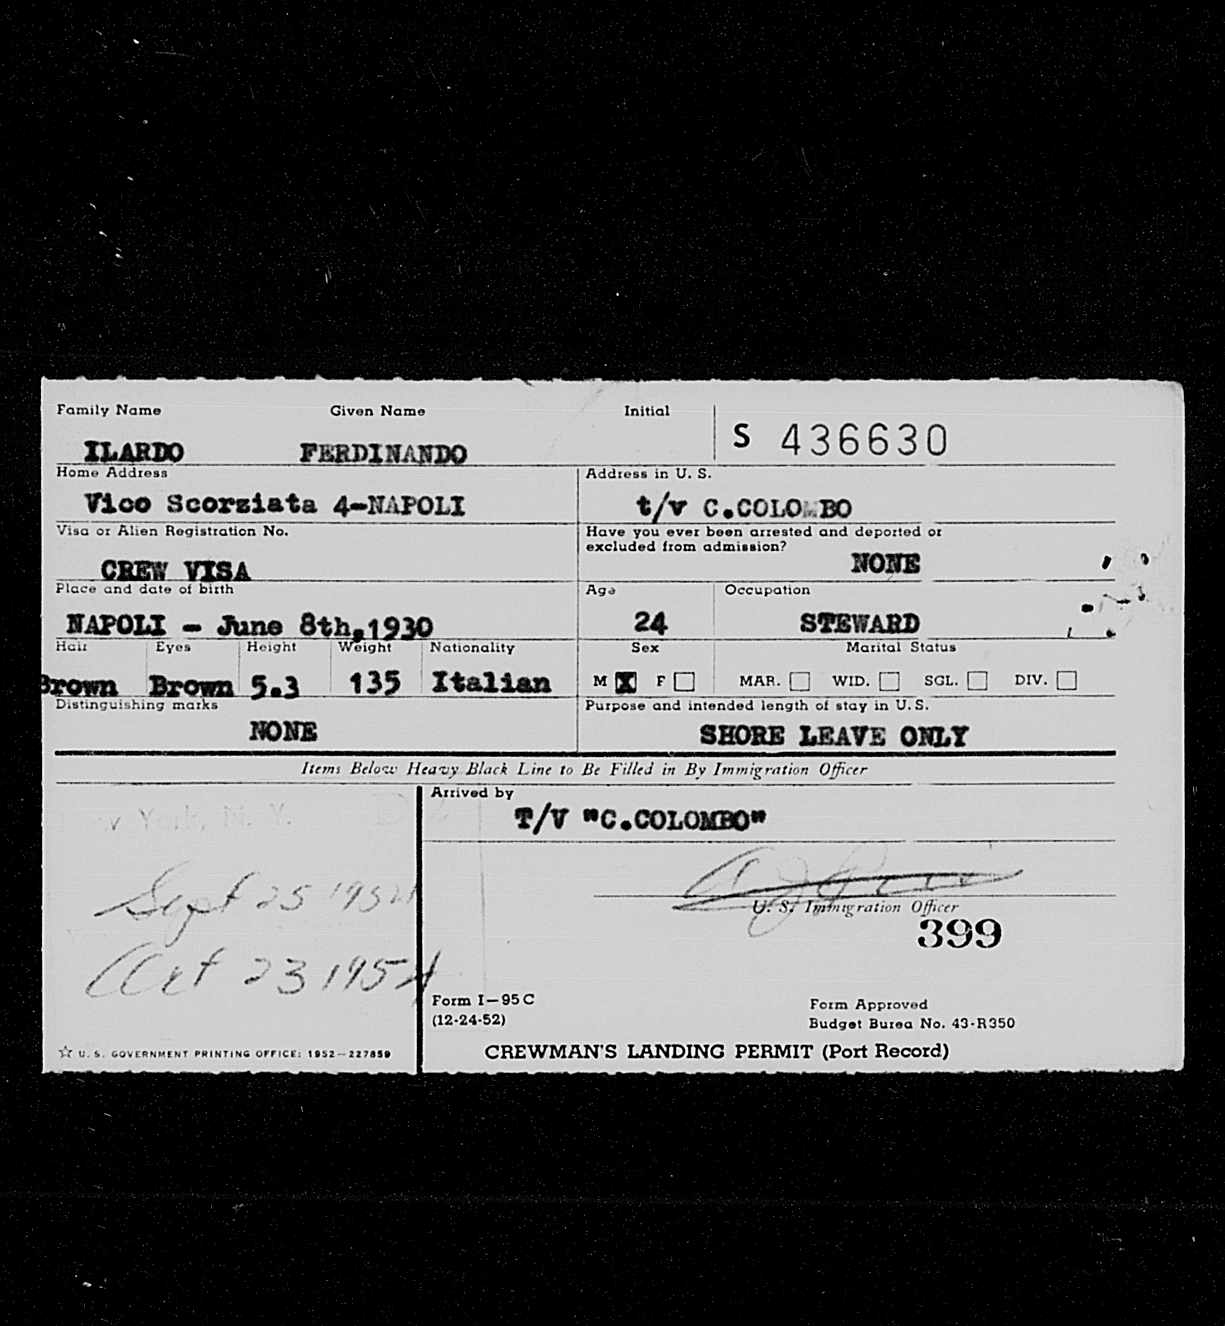 Family Name Given Name Initial
S 436630
ILARDO FERDINANDO
Home Address Address in U. S.
Vico Scorziata 4-NAPOLI t/v C.COLOMBO
Visa or Alien Registration No. Have you ever been arrested and deported or
excluded from admission?
CREW VISA NONE
Place and date of birth Age Occupation
NAPOLI - June 8th,1930 24 STEWARD
Hair Eyes Height Weight Nationality Sex Marital Status
Brown Brown 5.3 135 Italian M X F MAR. WID. SGL. DIV.
Distinguishing marks Purpose and intended length of stay in U. S.
NONE SHORE LEAVE ONLY
Items Below Heavy Black Line to Be Filled in By Immigration Officer
Arrived by
York, N. Y. T/V "C.COLOMBO"
Sept 25 1954
U. S. Immigration Officer
399
Oct 23 1954
Form I-95 C Form Approved
(12-24-52) Budget Bureau No. 43-R350
☆ U. S. GOVERNMENT PRINTING OFFICE: 1952-227859 CREWMAN'S LANDING PERMIT (Port Record)